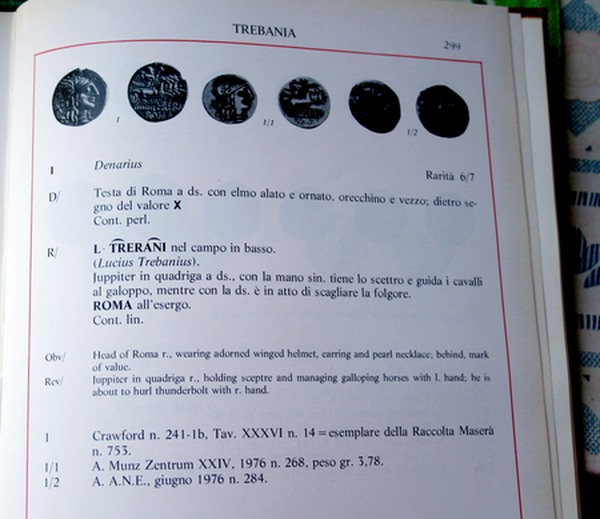 TREBANIA
299
1
1/1
1/2
1
Denarius
Rarità 6/7
D/
Testa di Roma a ds. con elmo alato e ornato, orecchino e vezzo; dietro se-
gno del valore X
Cont. perl.
R/
L· TRERANI nel campo in basso.
(Lucius Trebanius).
Juppiter in quadriga a ds., con la mano sin. tiene lo scettro e guida i cavalli
al galoppo, mentre con la ds. è in atto di scagliare la folgore.
ROMA all'esergo.
Cont. lin.
Obv/
Head of Roma r., wearing adorned winged helmet, earring and pearl necklace; behind, mark
of value.
Rev/
Juppiter in quadriga r., holding sceptre and managing galloping horses with l. hand; he is
about to hurl thunderbolt with r. hand.
1
Crawford n. 241-1b, Tav. XXXVI n. 14 = esemplare della Raccolta Maserà
n. 753.
1/1
A. Munz Zentrum XXIV, 1976 n. 268, peso gr. 3,78.
1/2
A. A.N.E., giugno 1976 n. 284.